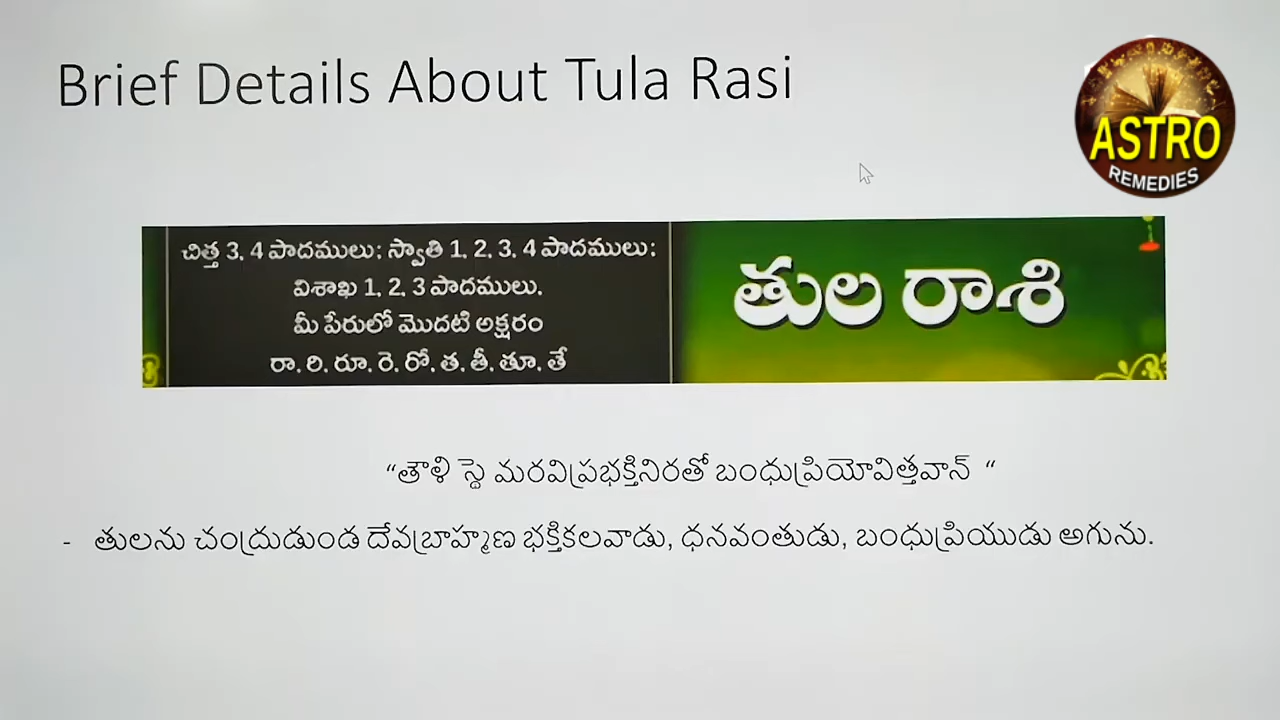 Brief Details About Tula Rasi
ASTRO
REMEDIES
చిత్త 3, 4 పాదములు; స్వాతి 1, 2, 3, 4 పాదములు;
విశాఖ 1, 2, 3 పాదములు.
మీ పేరులో మొదటి అక్షరం
రా. రి. రూ. రె. రో. త. తీ. తూ. తే
తుల రాశి
“తౌళి స్థె మరవిప్రభక్తినిరతో బంధుప్రియోవిత్తవాన్ “
- తులను చంద్రుడుండ దేవబ్రాహ్మణ భక్తికలవాడు, ధనవంతుడు, బంధుప్రియుడు అగును.